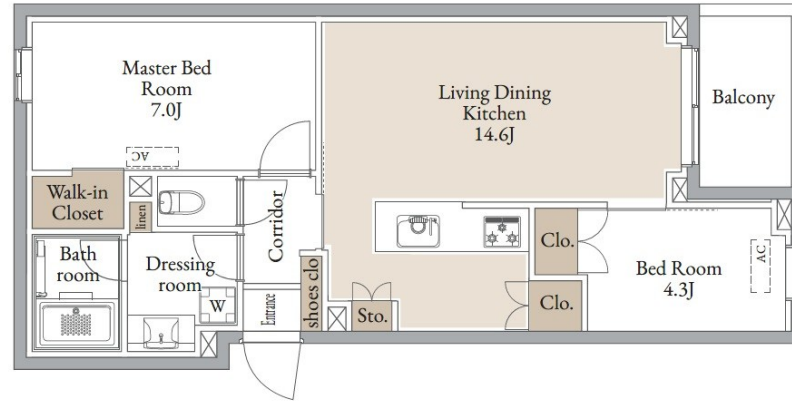 Master Bed
Room
7.0J
AC
Walk-in
Closet
linen
Bath
room
Dressing
room
W
Corridor
Entrance
shoes clo
Sto.
Living Dining
Kitchen
14.6J
Balcony
Clo.
Clo.
Bed Room
4.3J
AC